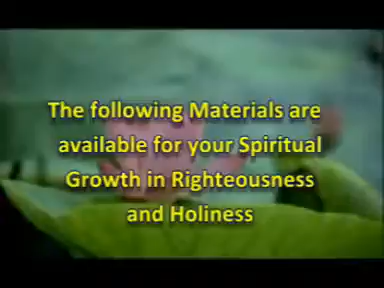 The following Materials are
available for your Spiritual
Growth in Righteousness
and Holiness